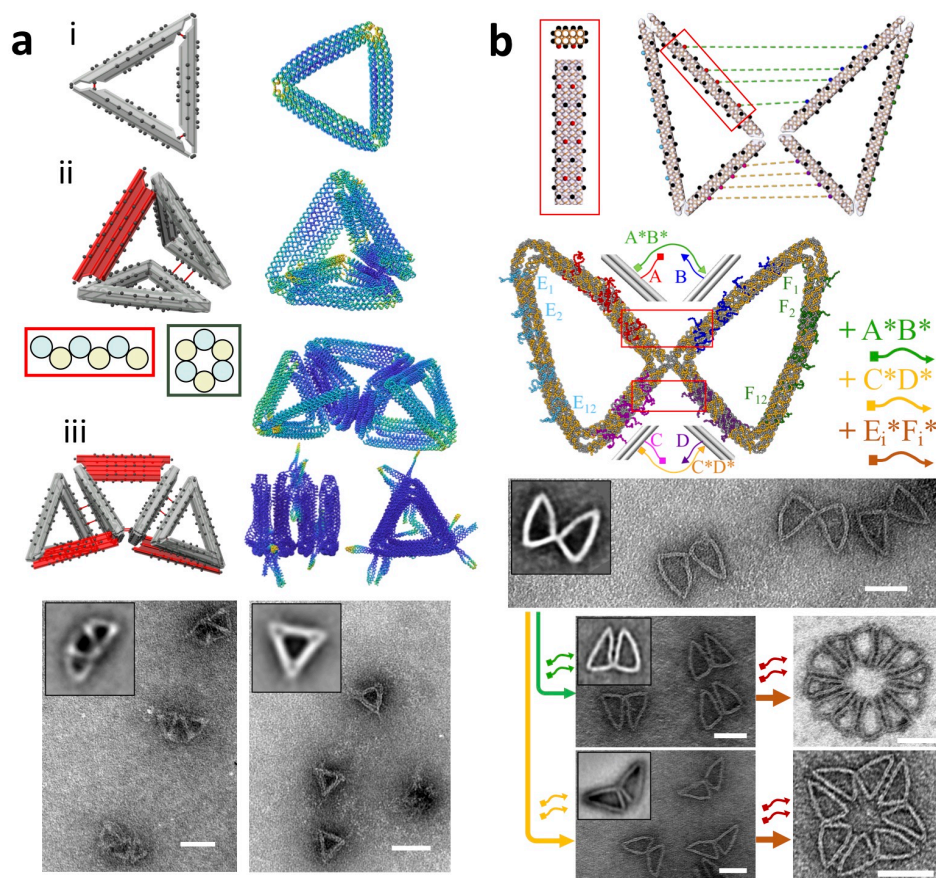 a
i
ii
iii
b
A*B*
A
B
E₁
E₂
E₁₂
F₁
F₂
F₁₂
C
D
C*D*
+ A*B*
+ C*D*
+ Eᵢ*Fᵢ*